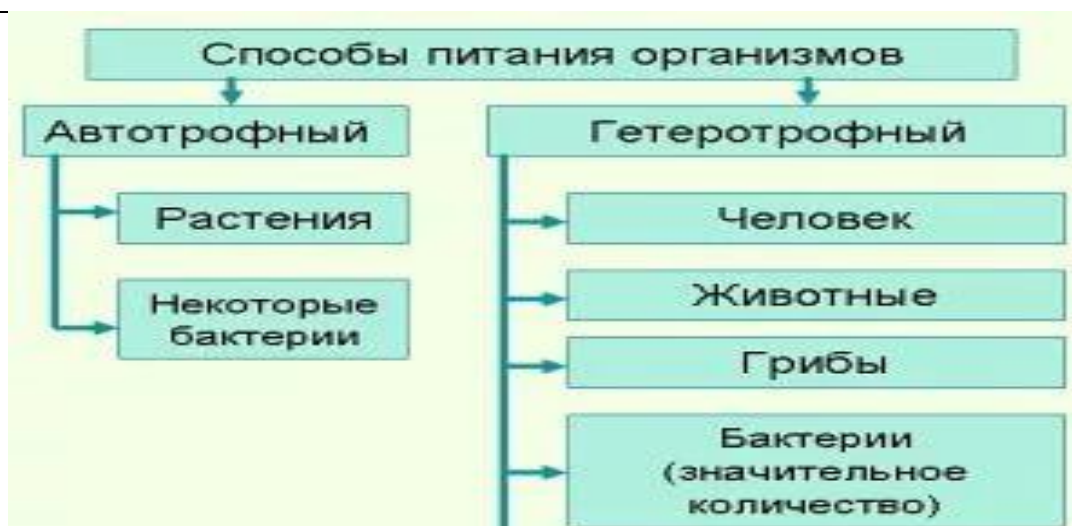 Способы питания организмов
Автотрофный
Гетеротрофный
Растения
Человек
Некоторые
бактерии
Животные
Грибы
Бактерии
(значительное
количество)